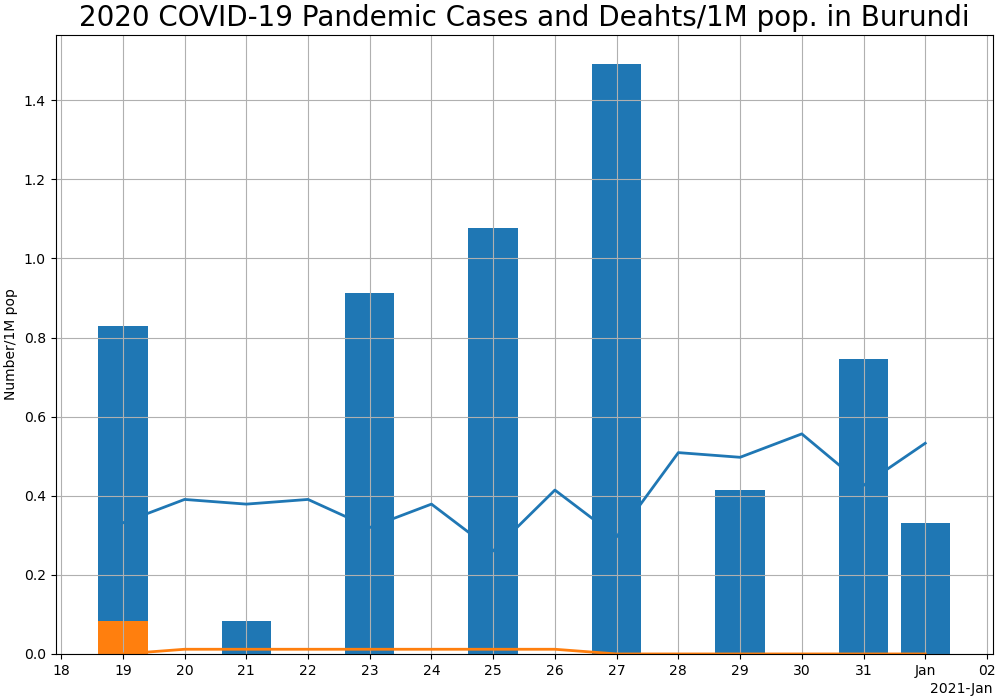 2020 COVID-19 Pandemic Cases and Deahts/1M pop. in Burundi
Number/1M pop
1.4
1.2
1.0
0.8
0.6
0.4
0.2
0.0
18 19 20 21 22 23 24 25 26 27 28 29 30 31 Jan 02
2021-Jan